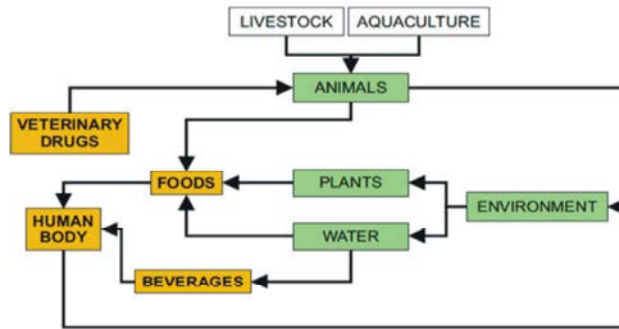 LIVESTOCK
AQUACULTURE
ANIMALS
VETERINARY
DRUGS
FOODS
PLANTS
ENVIRONMENT
HUMAN
BODY
WATER
BEVERAGES